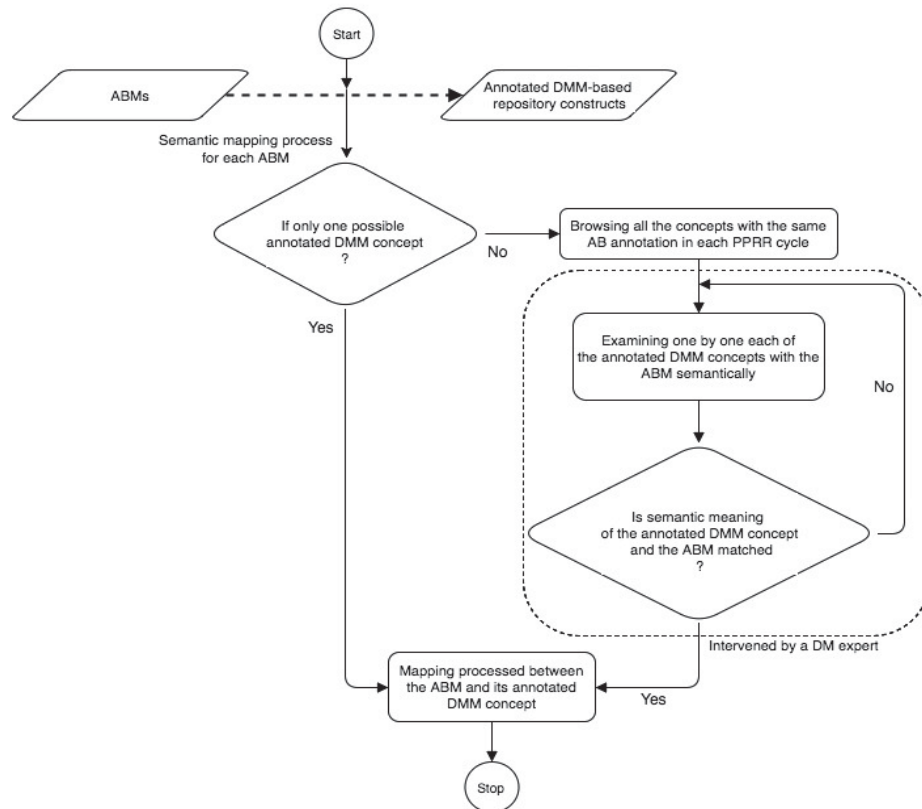 Start
ABMs
Annotated DMM-based
repository constructs
Semantic mapping process
for each ABM
If only one possible
annotated DMM concept
?
No
Browsing all the concepts with the same
AB annotation in each PPRR cycle
Yes
Examining one by one each of
the annotated DMM concepts with the
ABM semantically
No
Is semantic meaning
of the annotated DMM concept
and the ABM matched
?
Intervened by a DM expert
Mapping processed between
the ABM and its annotated
DMM concept
Yes
Stop